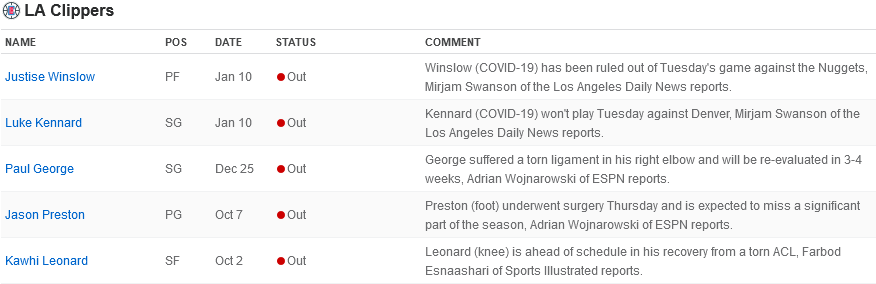 LA Clippers
NAME POS DATE STATUS COMMENT
Justise Winslow PF Jan 10 Out Winslow (COVID-19) has been ruled out of Tuesday's game against the Nuggets,
Mirjam Swanson of the Los Angeles Daily News reports.
Luke Kennard SG Jan 10 Out Kennard (COVID-19) won't play Tuesday against Denver, Mirjam Swanson of the
Los Angeles Daily News reports.
Paul George SG Dec 25 Out George suffered a torn ligament in his right elbow and will be re-evaluated in 3-4
weeks, Adrian Wojnarowski of ESPN reports.
Jason Preston PG Oct 7 Out Preston (foot) underwent surgery Thursday and is expected to miss a significant
part of the season, Adrian Wojnarowski of ESPN reports.
Kawhi Leonard SF Oct 2 Out Leonard (knee) is ahead of schedule in his recovery from a torn ACL, Farbod
Esnaashari of Sports Illustrated reports.